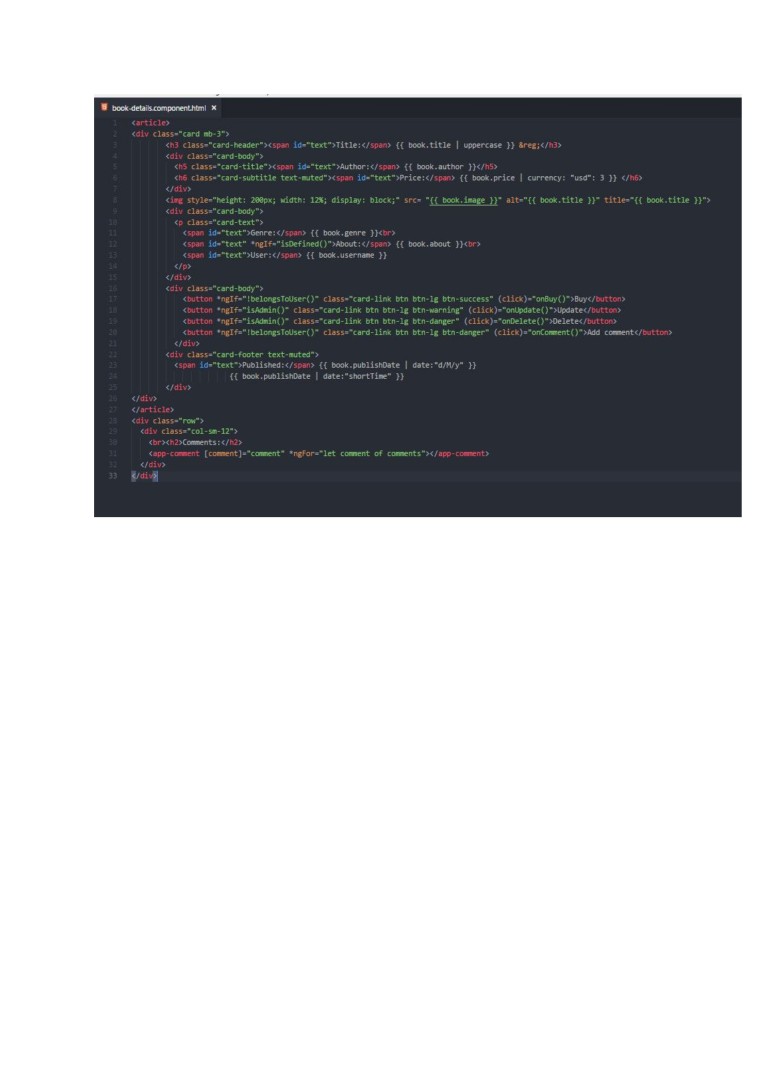 book-details.component.html ×
1 <article>
2 <div class="card mb-3">
3 <h3 class="card-header"><span id="text">Title:</span> {{ book.title | uppercase }} &reg;</h3>
4 <div class="card-body">
5 <h5 class="card-title"><span id="text">Author:</span> {{ book.author }}</h5>
6 <h6 class="card-subtitle text-muted"><span id="text">Price:</span> {{ book.price | currency: "usd": 3 }} </h6>
7 </div>
8 <img style="height: 200px; width: 12%; display: block;" src= "{{ book.image }}" alt="{{ book.title }}" title="{{ book.title }}">
9 <div class="card-body">
10 <p class="card-text">
11 <span id="text">Genre:</span> {{ book.genre }}<br>
12 <span id="text" *ngIf="isDefined()">About:</span> {{ book.about }}<br>
13 <span id="text">User:</span> {{ book.username }}
14 </p>
15 </div>
16 <div class="card-body">
17 <button *ngIf="!belongsToUser()" class="card-link btn btn-lg btn-success" (click)="onBuy()">Buy</button>
18 <button *ngIf="isAdmin()" class="card-link btn btn-lg btn-warning" (click)="onUpdate()">Update</button>
19 <button *ngIf="isAdmin()" class="card-link btn btn-lg btn-danger" (click)="onDelete()">Delete</button>
20 <button *ngIf="!belongsToUser()" class="card-link btn btn-lg btn-danger" (click)="onComment()">Add comment</button>
21 </div>
22 <div class="card-footer text-muted">
23 <span id="text">Published:</span> {{ book.publishDate | date:"d/M/y" }}
24 {{ book.publishDate | date:"shortTime" }}
25 </div>
26 </div>
27 </article>
28 <div class="row">
29 <div class="col-sm-12">
30 <br><h2>Comments:</h2>
31 <app-comment [comment]="comment" *ngFor="let comment of comments"></app-comment>
32 </div>
33 </div>